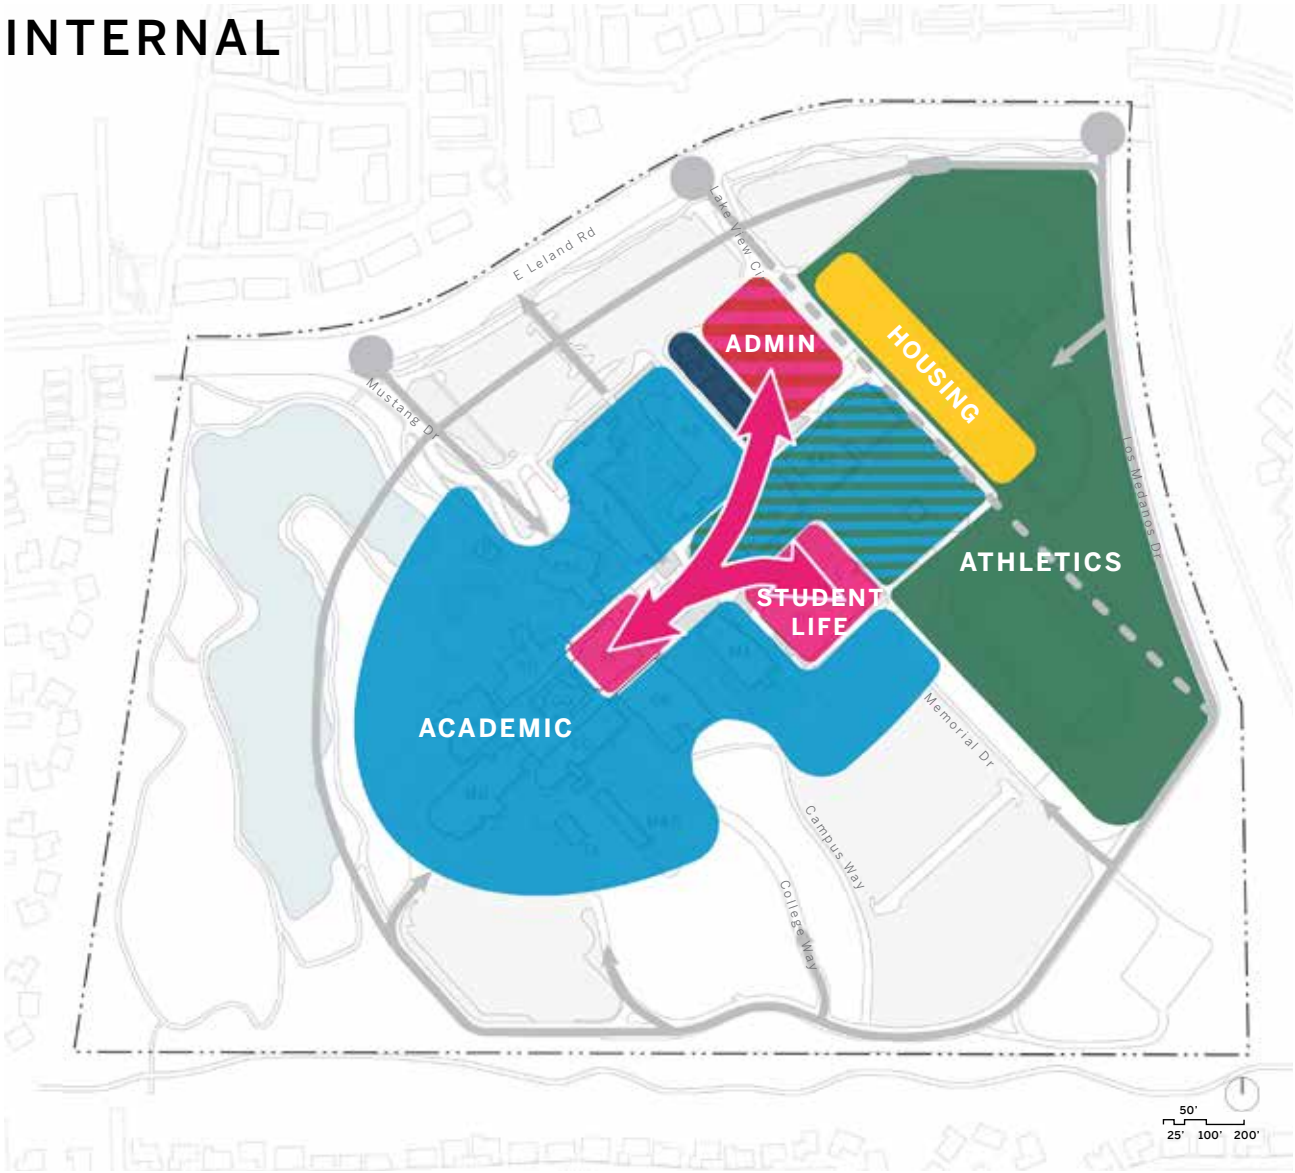 INTERNAL
E Leland Rd
Lake View Ci
Mustang Dr
ADMIN
HOUSING
Los Medanos Dr
ATHLETICS
STUDENT
LIFE
ACADEMIC
Memorial Dr
Campus Way
College Way
50'
25' 100' 200'